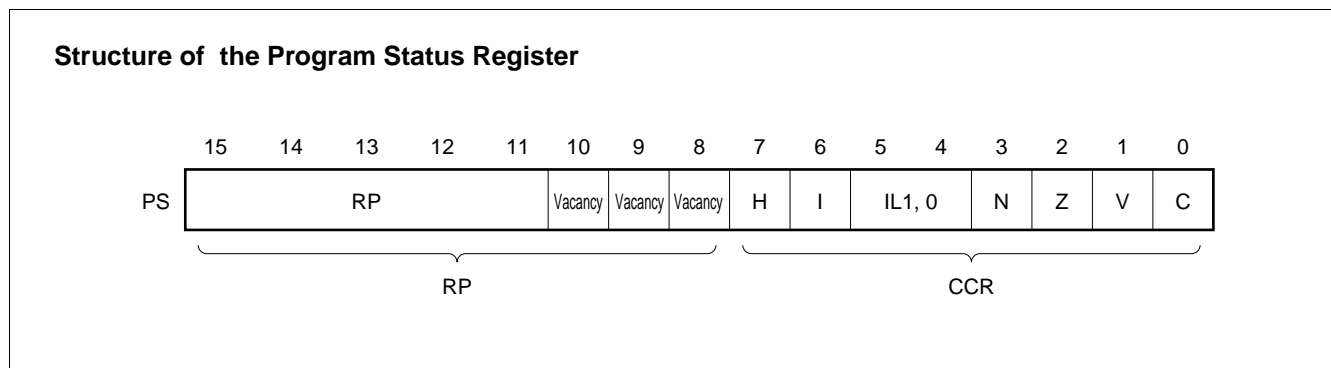 Structure of the Program Status Register
15 14 13 12 11 10 9 8 7 6 5 4 3 2 1 0
PS RP Vacancy Vacancy Vacancy H I IL1, 0 N Z V C
RP CCR